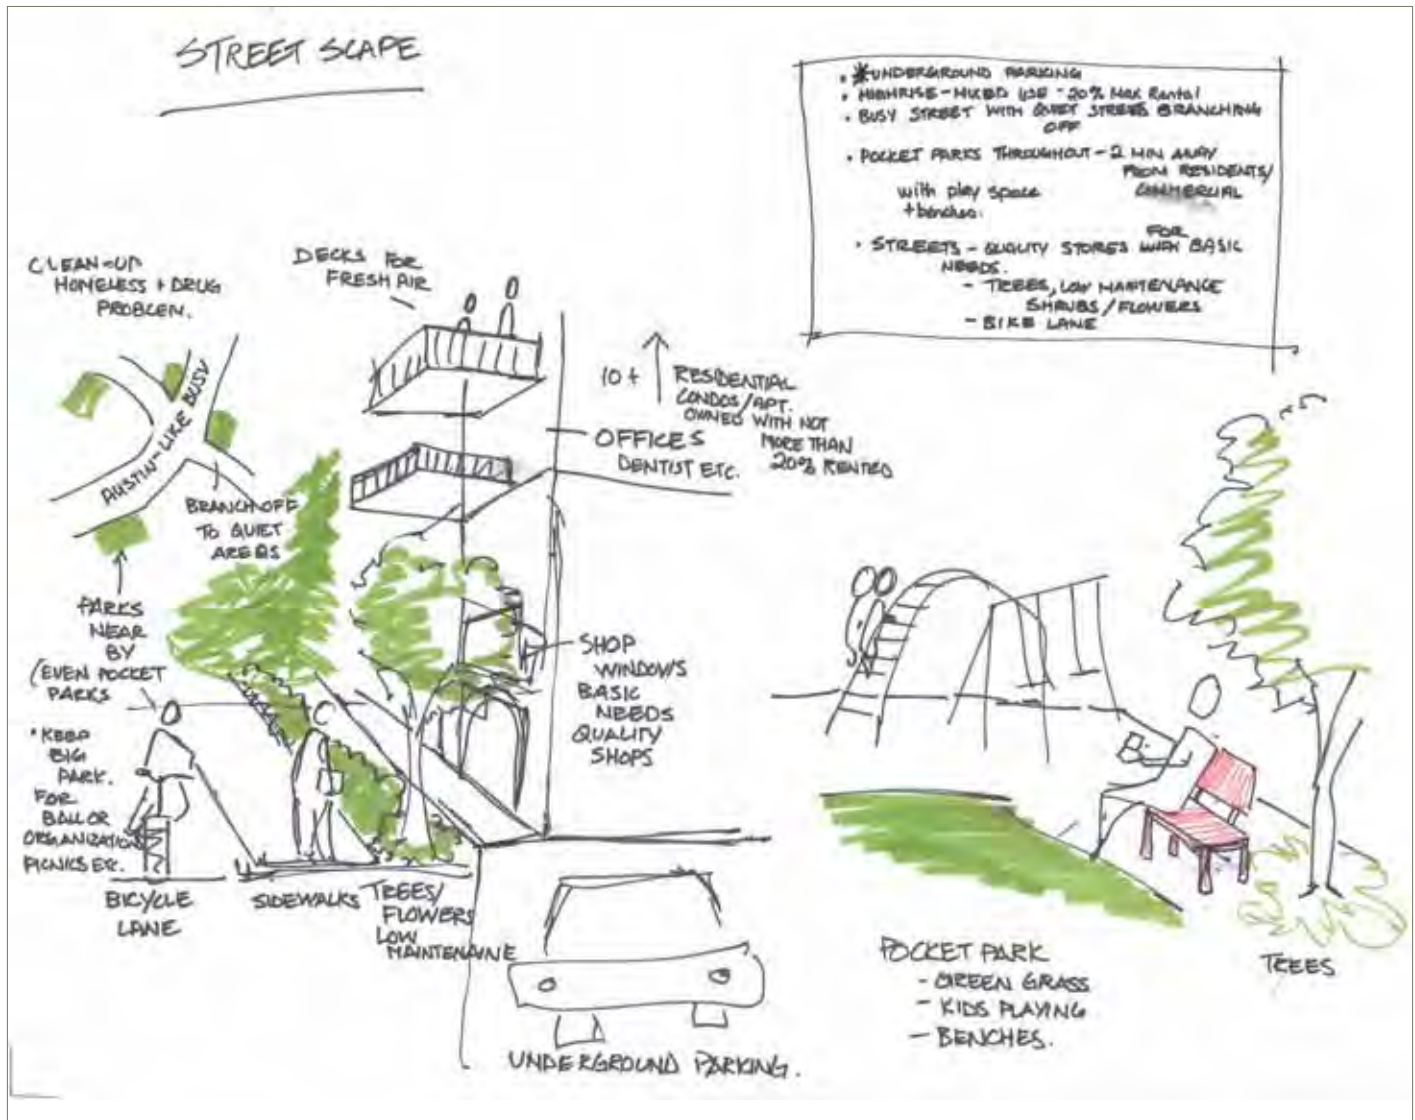 STREET SCAPE
• *UNDERGROUND PARKING
• HIGHRISE - MIXED USE - 20% Max Rental
• BUSY STREET WITH QUIET STREETS BRANCHING
OFF
• POCKET PARKS THROUGHOUT - 2 MIN AWAY
FROM RESIDENTS/
COMMERCIAL
with play space
+ benches.
• STREETS - QUALITY STORES WITH BASIC
FOR
NEEDS.
- TREES, LOW MAINTENANCE
SHRUBS/FLOWERS
- BIKE LANE
CLEAN-UP
HOMELESS + DRUG
PROBLEM.
DECKS FOR
FRESH AIR
AUSTIN-LIKE BUSY
BRANCH OFF
TO QUIET
AREAS
PARKS
NEAR
BY
(EVEN POCKET
PARKS
• KEEP
BIG
PARK.
FOR
BALL OR
ORGANIZATION
PICNICS ETC.
10 +
RESIDENTIAL
CONDOS/APT.
OWNED WITH NOT
MORE THAN
20% RENTED
OFFICES
DENTIST ETC.
SHOP
WINDOWS
BASIC
NEEDS
QUALITY
SHOPS
BICYCLE
LANE
SIDEWALKS
TREES/
FLOWERS
LOW
MAINTENAINE
UNDERGROUND PARKING.
POCKET PARK
- GREEN GRASS
- KIDS PLAYING
- BENCHES.
TREES